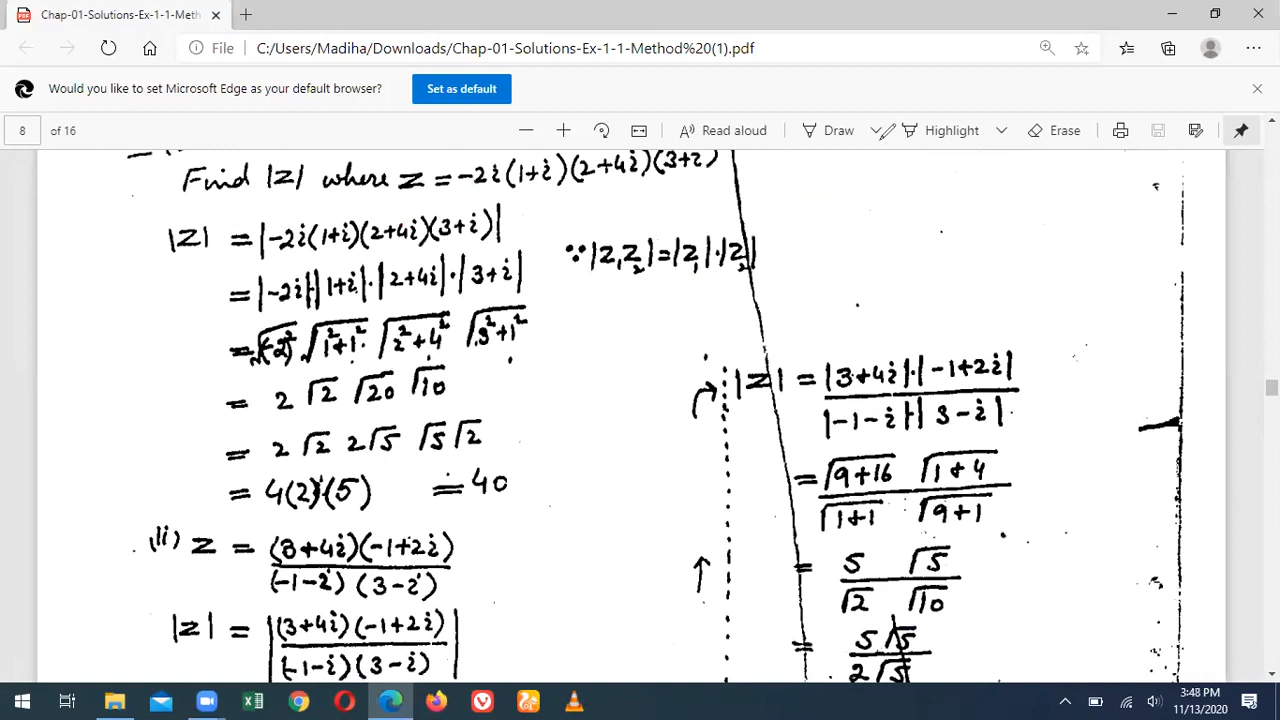 Chap-01-Solutions-Ex-1-1-Meth
File C:/Users/Madiha/Downloads/Chap-01-Solutions-Ex-1-1-Method%20(1).pdf
Would you like to set Microsoft Edge as your default browser? Set as default
8 of 16 Read aloud Draw Highlight Erase
Find |Z| where Z = -2i(1+i)(2+4i)(3+i)
|Z| = |-2i(1+i)(2+4i)(3+i)|
= |-2i|·|1+i|·|2+4i|·|3+i| ∵|Z₁Z₂|=|Z₁|·|Z₂|
= √(-2)² √1²+1² √2²+4² √3²+1²
= 2 √2 √20 √10
= 2 √2 2√5 √5 √2
= 4(2)(5) = 40
(ii) Z = (3+4i)(-1+2i) / (-1-i)(3-i)
|Z| = |(3+4i)(-1+2i) / (-1-i)(3-i)|
|Z| = |3+4i|·|-1+2i| / |-1-i|·|3-i|
= √9+16 √1+4 / √1+1 √9+1
= 5 √5 / √2 √10
= 5√5 / 2√5
3:48 PM
11/13/2020